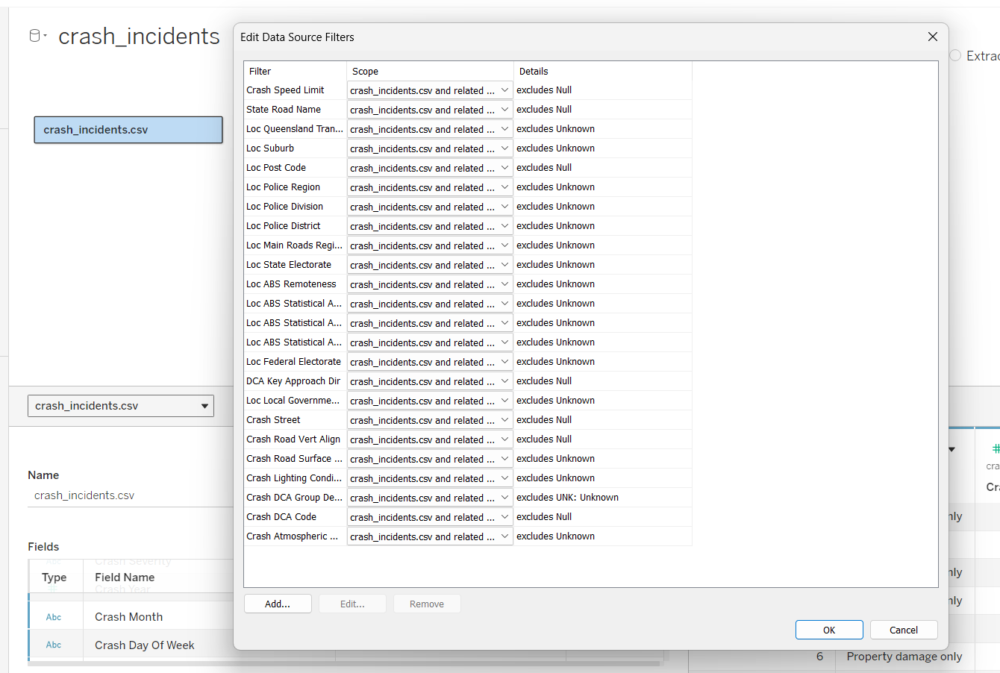 crash_incidents
Edit Data Source Filters
Extrac
crash_incidents.csv
Filter Scope Details
Crash Speed Limit crash_incidents.csv and related ... excludes Null
State Road Name crash_incidents.csv and related ... excludes Null
Loc Queensland Tran... crash_incidents.csv and related ... excludes Unknown
Loc Suburb crash_incidents.csv and related ... excludes Unknown
Loc Post Code crash_incidents.csv and related ... excludes Null
Loc Police Region crash_incidents.csv and related ... excludes Unknown
Loc Police Division crash_incidents.csv and related ... excludes Unknown
Loc Police District crash_incidents.csv and related ... excludes Unknown
Loc Main Roads Regi... crash_incidents.csv and related ... excludes Unknown
Loc State Electorate crash_incidents.csv and related ... excludes Unknown
Loc ABS Remoteness crash_incidents.csv and related ... excludes Unknown
Loc ABS Statistical A... crash_incidents.csv and related ... excludes Unknown
Loc ABS Statistical A... crash_incidents.csv and related ... excludes Unknown
Loc ABS Statistical A... crash_incidents.csv and related ... excludes Unknown
Loc Federal Electorate crash_incidents.csv and related ... excludes Unknown
DCA Key Approach Dir crash_incidents.csv and related ... excludes Null
Loc Local Governme... crash_incidents.csv and related ... excludes Unknown
Crash Street crash_incidents.csv and related ... excludes Null
Crash Road Vert Align crash_incidents.csv and related ... excludes Null
Crash Road Surface ... crash_incidents.csv and related ... excludes Unknown
Crash Lighting Condi... crash_incidents.csv and related ... excludes Unknown
Crash DCA Group De... crash_incidents.csv and related ... excludes UNK: Unknown
Crash DCA Code crash_incidents.csv and related ... excludes Null
Crash Atmospheric ... crash_incidents.csv and related ... excludes Unknown
Add... Edit... Remove
OK Cancel
crash_incidents.csv
Name
crash_incidents.csv
Fields
Abc Crash Severity
Type Field Name
# Crash Year
Abc Crash Month
Abc Crash Day Of Week
#
cra
Cr
nly
nly
nly
6 Property damage only